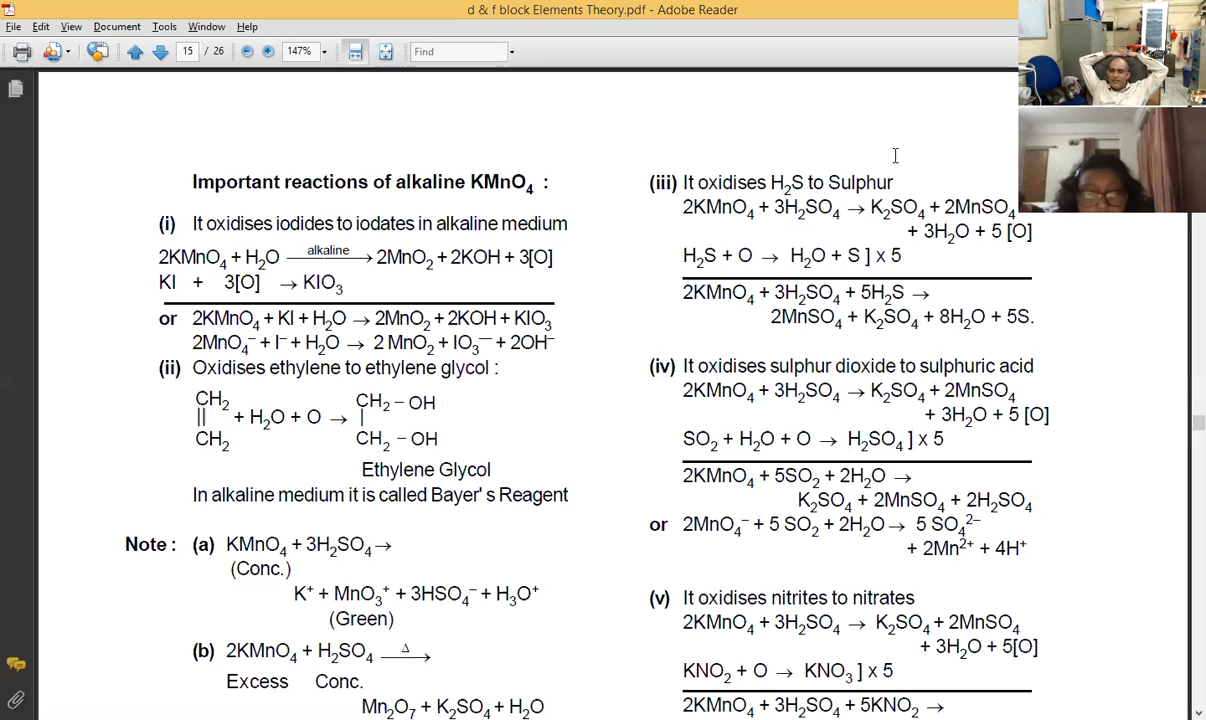 d & f block Elements Theory.pdf - Adobe Reader
File Edit View Document Tools Window Help
15 / 26 147% Find
Important reactions of alkaline KMnO₄ :
(i) It oxidises iodides to iodates in alkaline medium
2KMnO₄ + H₂O alkaline → 2MnO₂ + 2KOH + 3[O]
KI + 3[O] → KIO₃
or 2KMnO₄ + KI + H₂O → 2MnO₂ + 2KOH + KIO₃
2MnO₄⁻ + I⁻ + H₂O → 2 MnO₂ + IO₃⁻ + 2OH⁻
(ii) Oxidises ethylene to ethylene glycol :
CH₂ CH₂ – OH
|| + H₂O + O → |
CH₂ CH₂ – OH
Ethylene Glycol
In alkaline medium it is called Bayer' s Reagent
Note : (a) KMnO₄ + 3H₂SO₄ →
(Conc.)
K⁺ + MnO₃⁺ + 3HSO₄⁻ + H₃O⁺
(Green)
(b) 2KMnO₄ + H₂SO₄ Δ →
Excess Conc.
Mn₂O₇ + K₂SO₄ + H₂O
(iii) It oxidises H₂S to Sulphur
2KMnO₄ + 3H₂SO₄ → K₂SO₄ + 2MnSO₄
+ 3H₂O + 5 [O]
H₂S + O → H₂O + S ] x 5
2KMnO₄ + 3H₂SO₄ + 5H₂S →
2MnSO₄ + K₂SO₄ + 8H₂O + 5S.
(iv) It oxidises sulphur dioxide to sulphuric acid
2KMnO₄ + 3H₂SO₄ → K₂SO₄ + 2MnSO₄
+ 3H₂O + 5 [O]
SO₂ + H₂O + O → H₂SO₄ ] x 5
2KMnO₄ + 5SO₂ + 2H₂O →
K₂SO₄ + 2MnSO₄ + 2H₂SO₄
or 2MnO₄⁻ + 5 SO₂ + 2H₂O → 5 SO₄²⁻
+ 2Mn²⁺ + 4H⁺
(v) It oxidises nitrites to nitrates
2KMnO₄ + 3H₂SO₄ → K₂SO₄ + 2MnSO₄
+ 3H₂O + 5[O]
KNO₂ + O → KNO₃ ] x 5
2KMnO₄ + 3H₂SO₄ + 5KNO₂ →